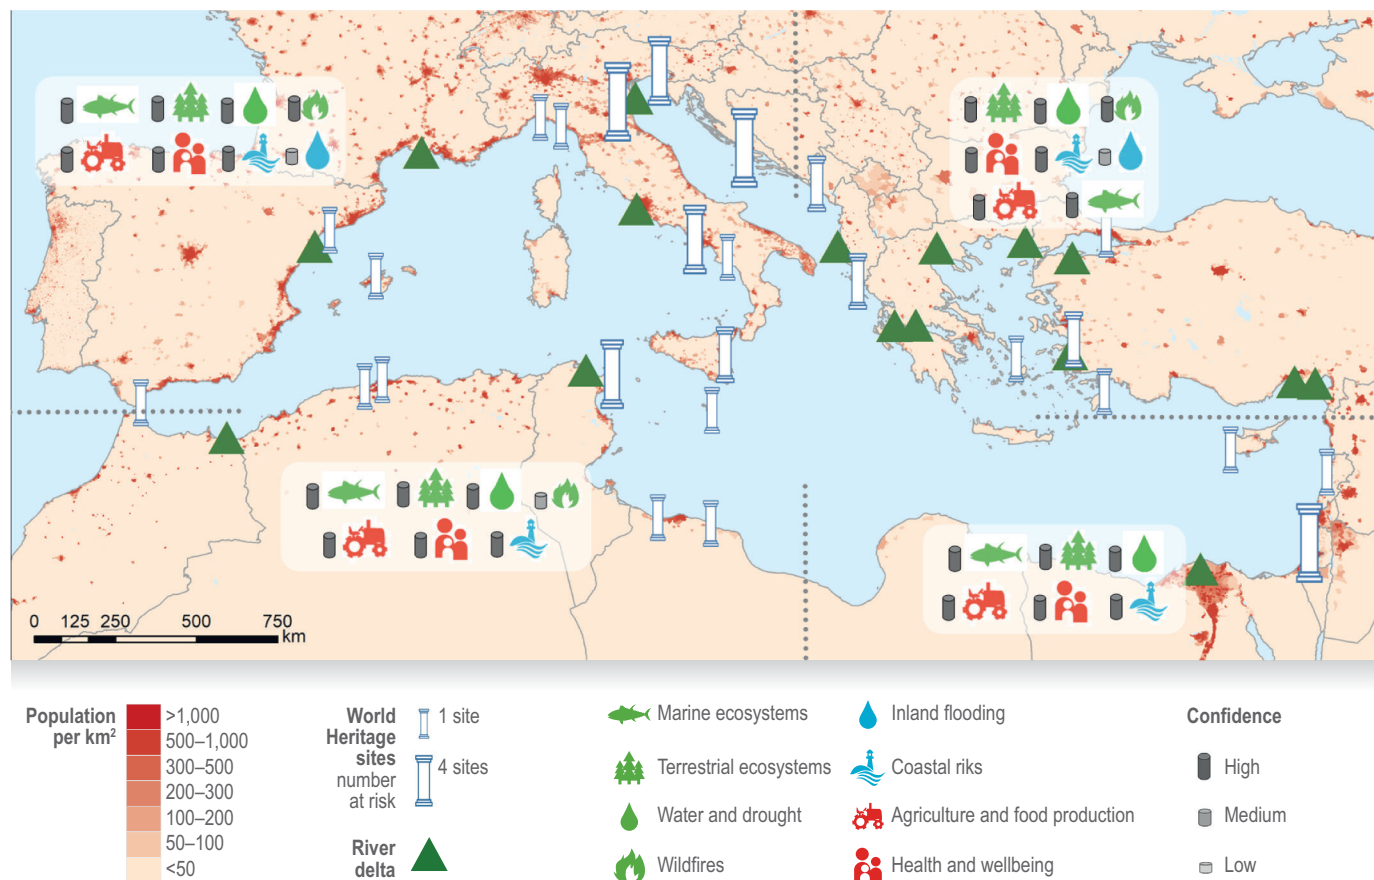 0 125 250 500 750
km
Population
per km²
>1,000
500–1,000
300–500
200–300
100–200
50–100
<50
World
Heritage
sites
number
at risk
1 site
4 sites
River
delta
Marine ecosystems
Terrestrial ecosystems
Water and drought
Wildfires
Inland flooding
Coastal riks
Agriculture and food production
Health and wellbeing
Confidence
High
Medium
Low